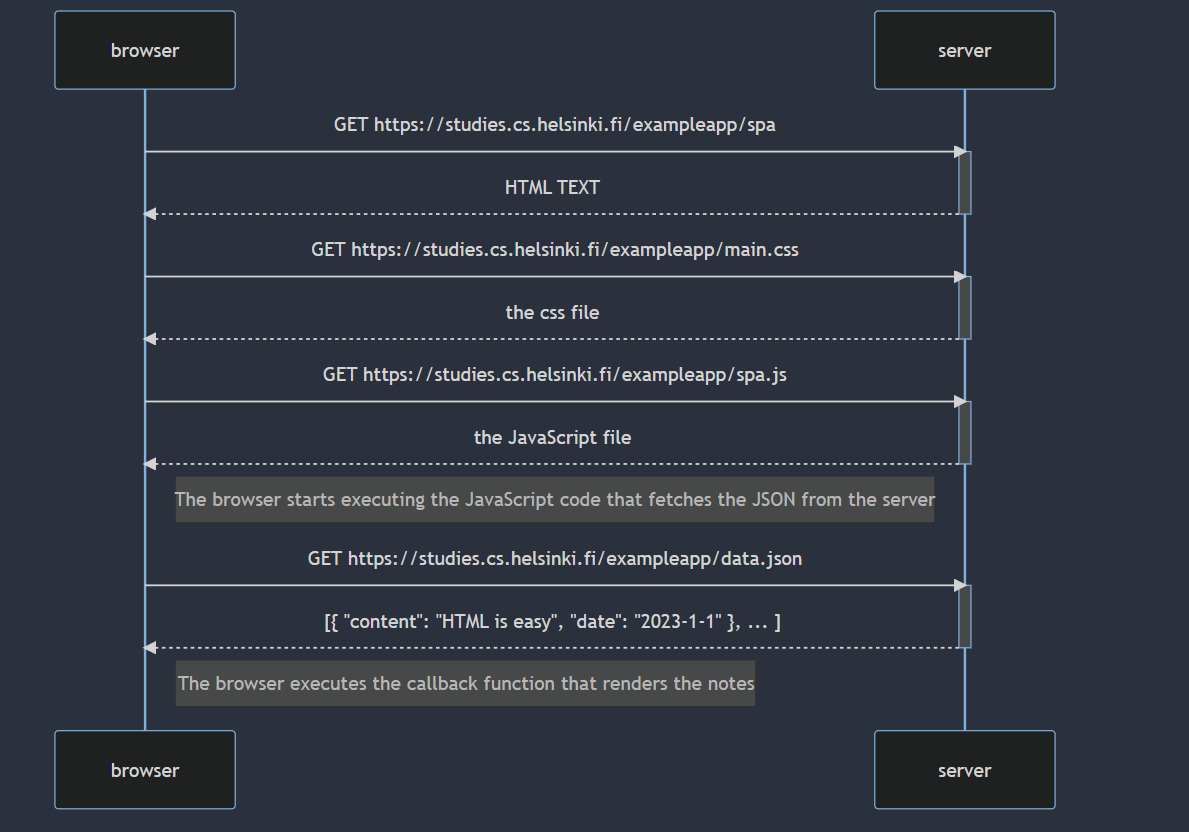 browser
server
GET https://studies.cs.helsinki.fi/exampleapp/spa
HTML TEXT
GET https://studies.cs.helsinki.fi/exampleapp/main.css
the css file
GET https://studies.cs.helsinki.fi/exampleapp/spa.js
the JavaScript file
The browser starts executing the JavaScript code that fetches the JSON from the server
GET https://studies.cs.helsinki.fi/exampleapp/data.json
[{ "content": "HTML is easy", "date": "2023-1-1" }, ... ]
The browser executes the callback function that renders the notes
browser
server